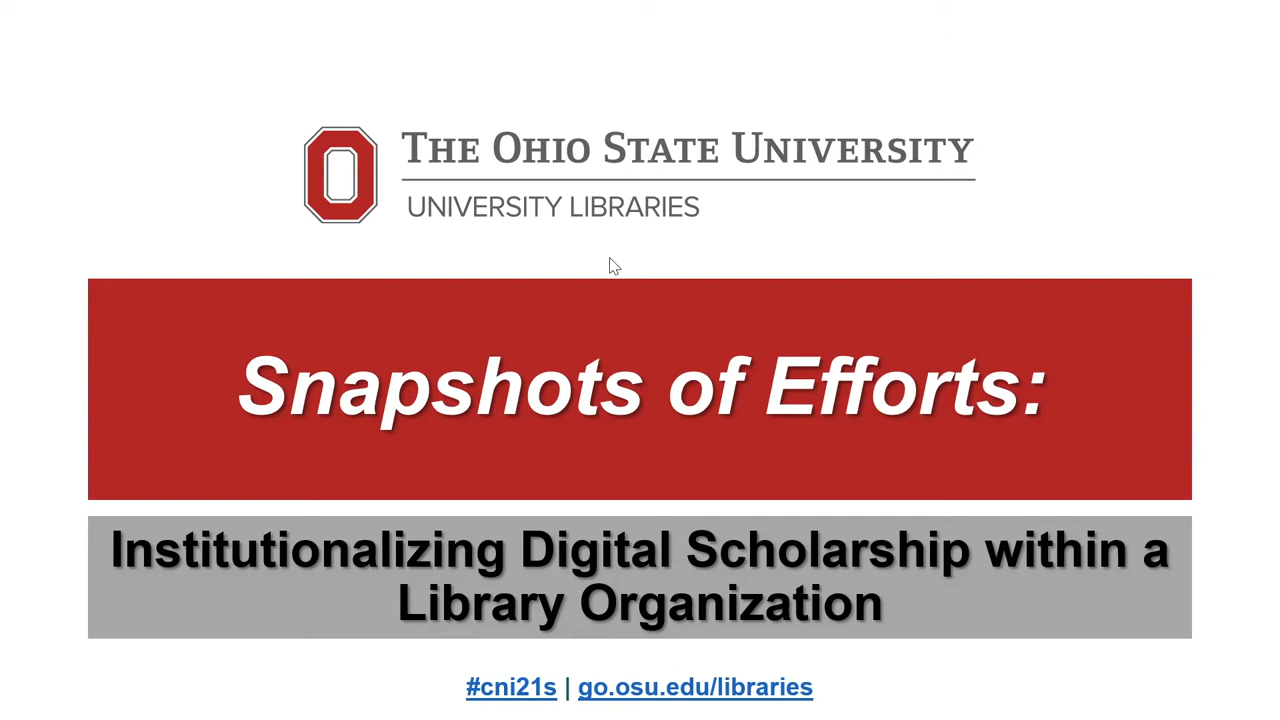 THE OHIO STATE UNIVERSITY
UNIVERSITY LIBRARIES
Snapshots of Efforts:
Institutionalizing Digital Scholarship within a
Library Organization
#cni21s | go.osu.edu/libraries